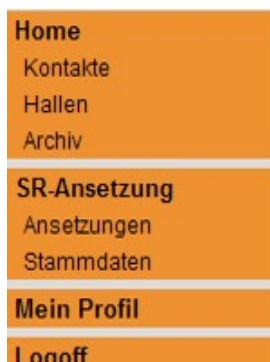 Home
Kontakte
Hallen
Archiv
SR-Ansetzung
Ansetzungen
Stammdaten
Mein Profil
Logoff